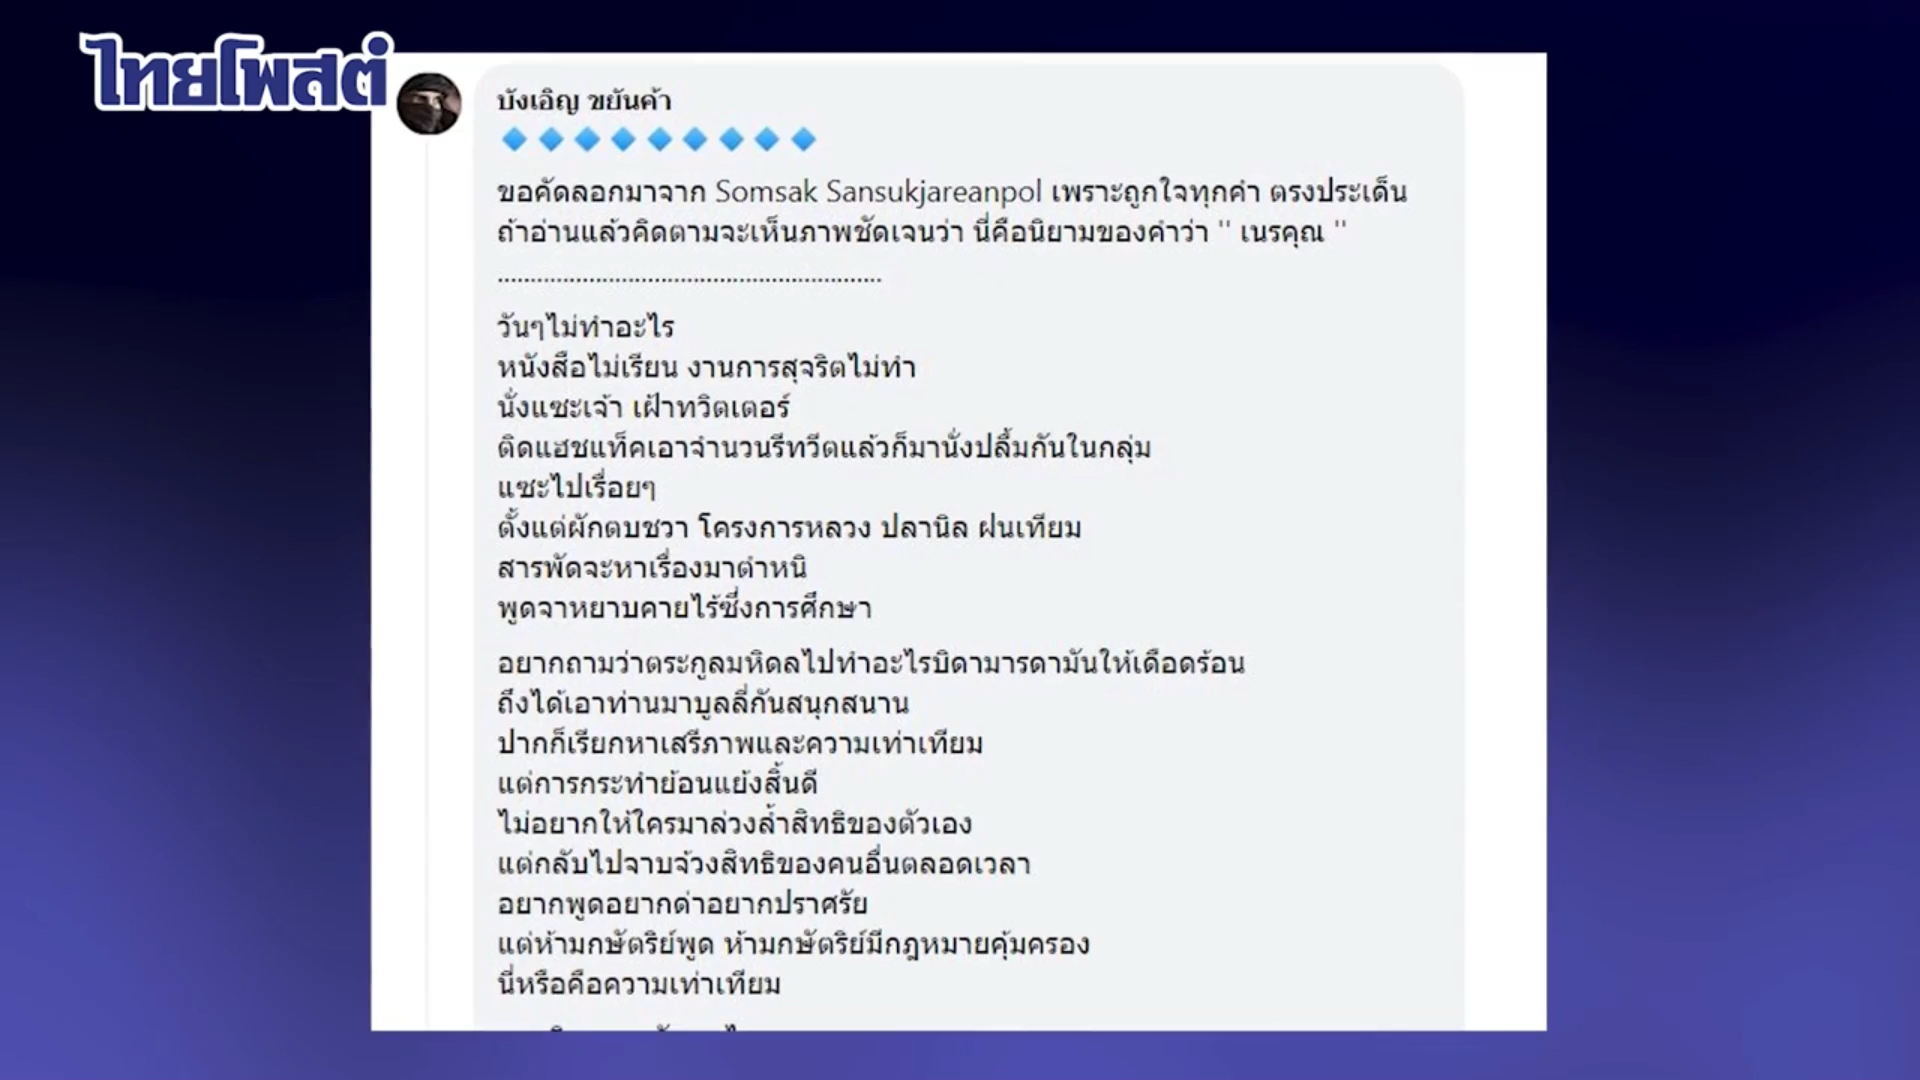 ไทยโพสต์
บังเอิญ ขยันค้า
ขอคัดลอกมาจาก Somsak Sansukjareanpol เพราะถูกใจทุกคำ ตรงประเด็น
ถ้าอ่านแล้วคิดตามจะเห็นภาพชัดเจนว่า นี่คือนิยามของคำว่า " เนรคุณ "
............................................................
วันๆไม่ทำอะไร
หนังสือไม่เรียน งานการสุจริตไม่ทำ
นั่งแซะเจ้า เฝ้าทวิตเตอร์
ติดแฮชแท็คเอาจำนวนรีทวีตแล้วก็มานั่งปลื้มกันในกลุ่ม
แซะไปเรื่อยๆ
ตั้งแต่ผักตบชวา โครงการหลวง ปลานิล ฝนเทียม
สารพัดจะหาเรื่องมาตำหนิ
พูดจาหยาบคายไร้ซึ่งการศึกษา
อยากถามว่าตระกูลมหิดลไปทำอะไรบิดามารดามันให้เดือดร้อน
ถึงได้เอาท่านมาบูลลี่กันสนุกสนาน
ปากก็เรียกหาเสรีภาพและความเท่าเทียม
แต่การกระทำย้อนแย้งสิ้นดี
ไม่อยากให้ใครมาล่วงล้ำสิทธิของตัวเอง
แต่กลับไปจาบจ้วงสิทธิของคนอื่นตลอดเวลา
อยากพูดอยากด่าอยากปราศรัย
แต่ห้ามกษัตริย์พูด ห้ามกษัตริย์มีกฎหมายคุ้มครอง
นี่หรือคือความเท่าเทียม